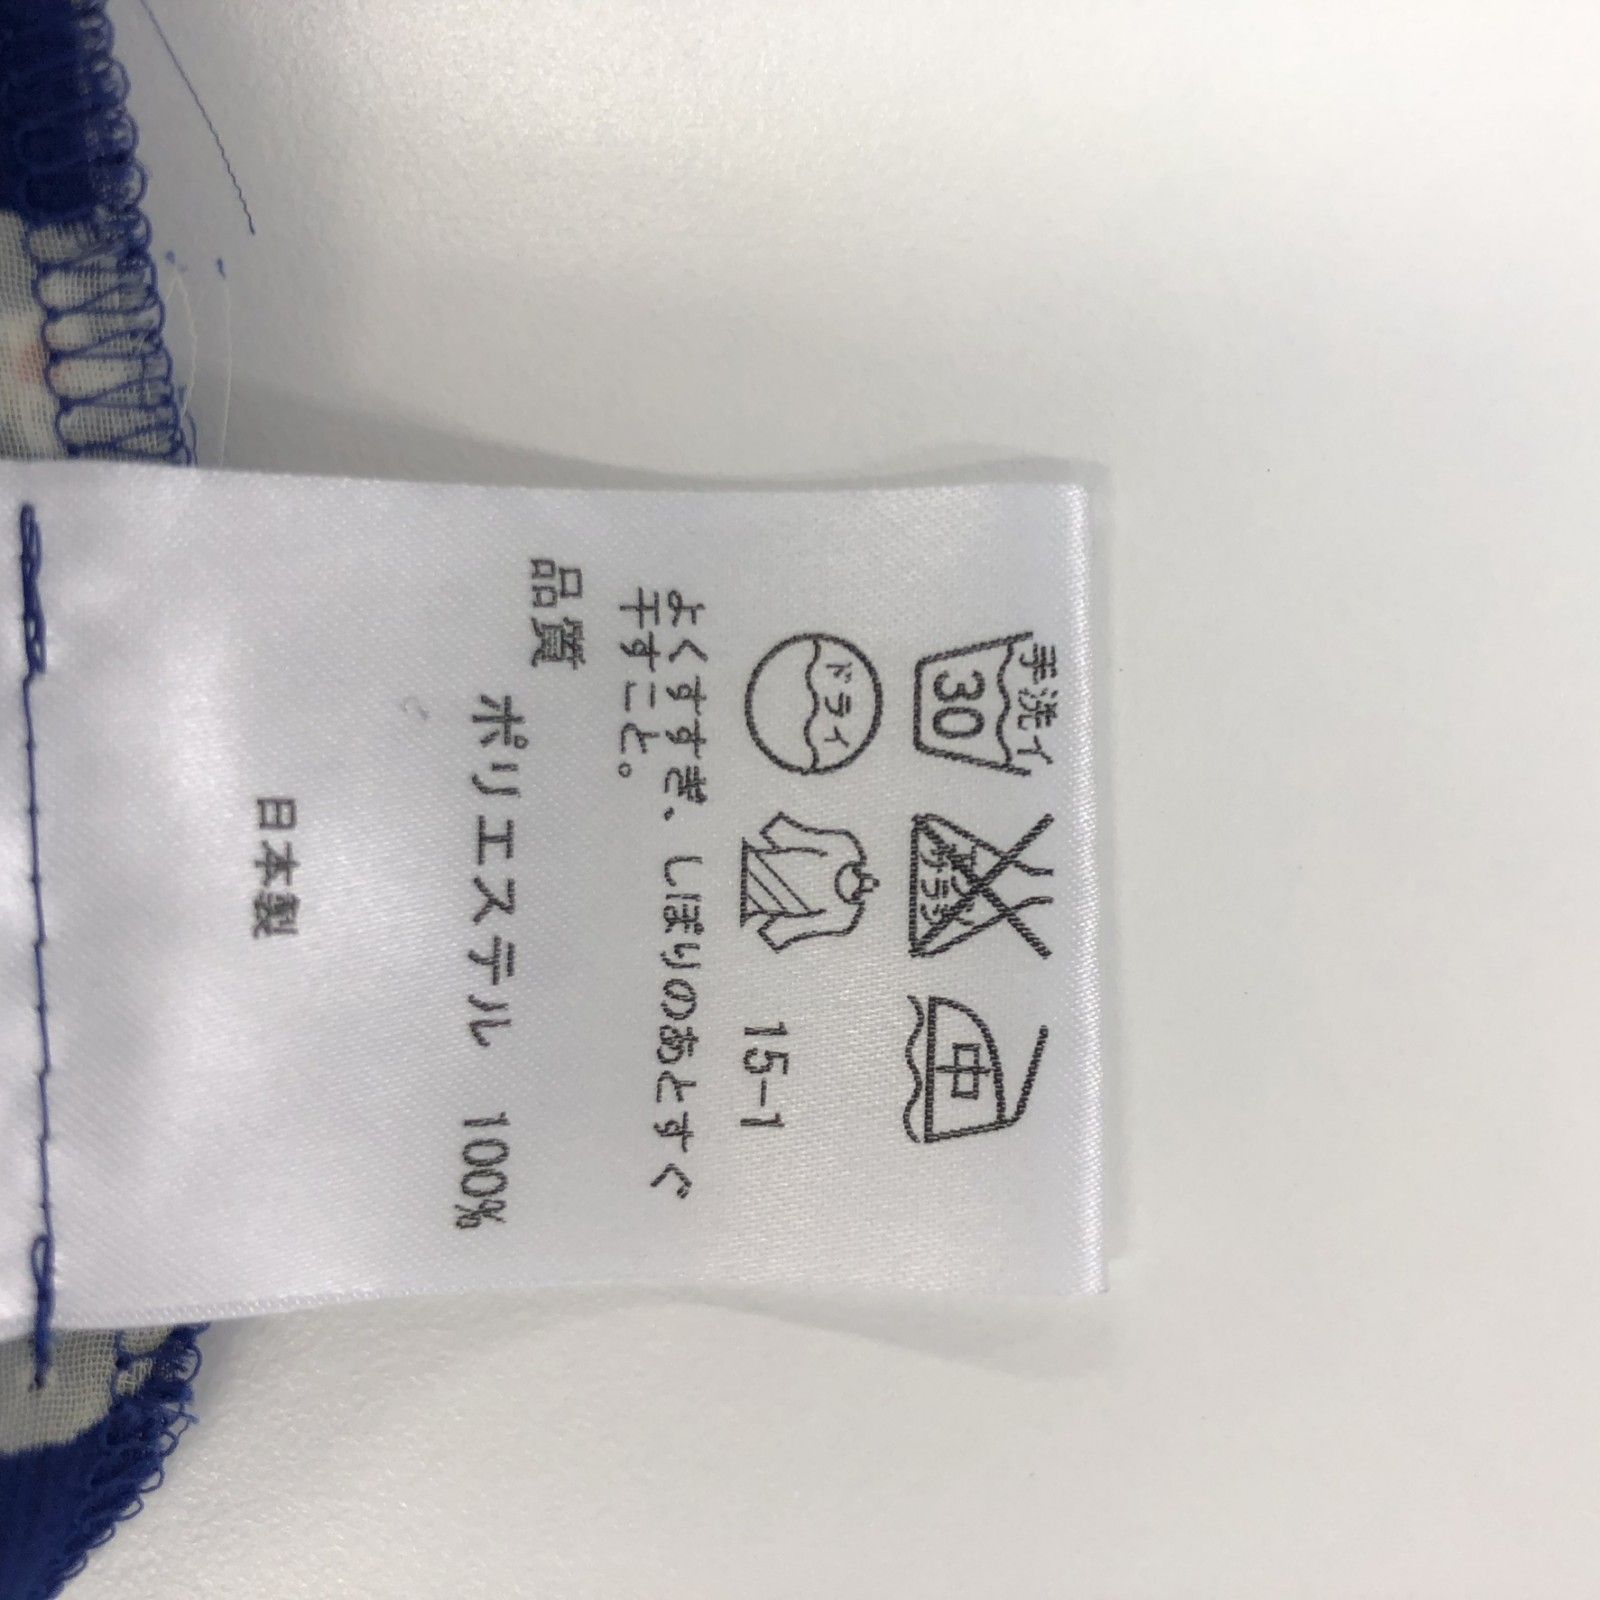 手洗イ
30
エンソサラシ
中
ドライ
15-1
よくすすぎ、しぼりのあとすぐ
干すこと。
品質
ポリエステル 100%
日本製